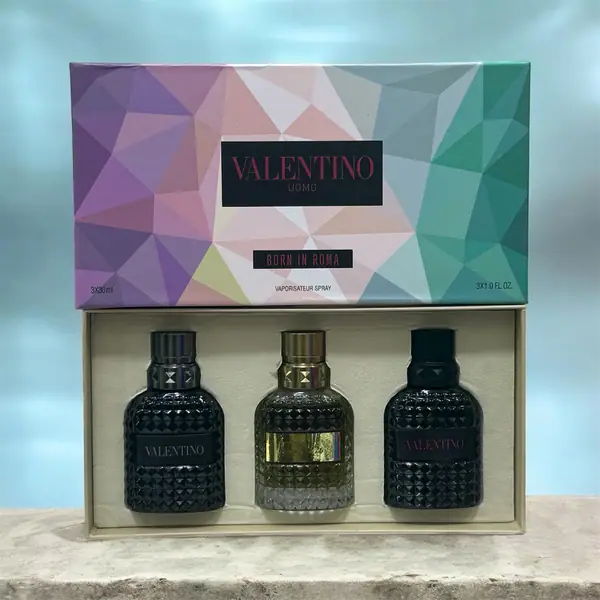 VALENTINO
UOMO
BORN IN ROMA
VAPORISATEUR SPRAY
3X30ml
3X1.0 FL.OZ.
VALENTINO
VALENTINO